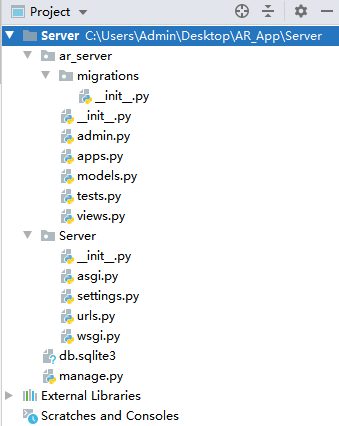 Project
Server C:\Users\Admin\Desktop\AR_App\Server
ar_server
migrations
__init__.py
__init__.py
admin.py
apps.py
models.py
tests.py
views.py
Server
__init__.py
asgi.py
settings.py
urls.py
wsgi.py
db.sqlite3
manage.py
External Libraries
Scratches and Consoles